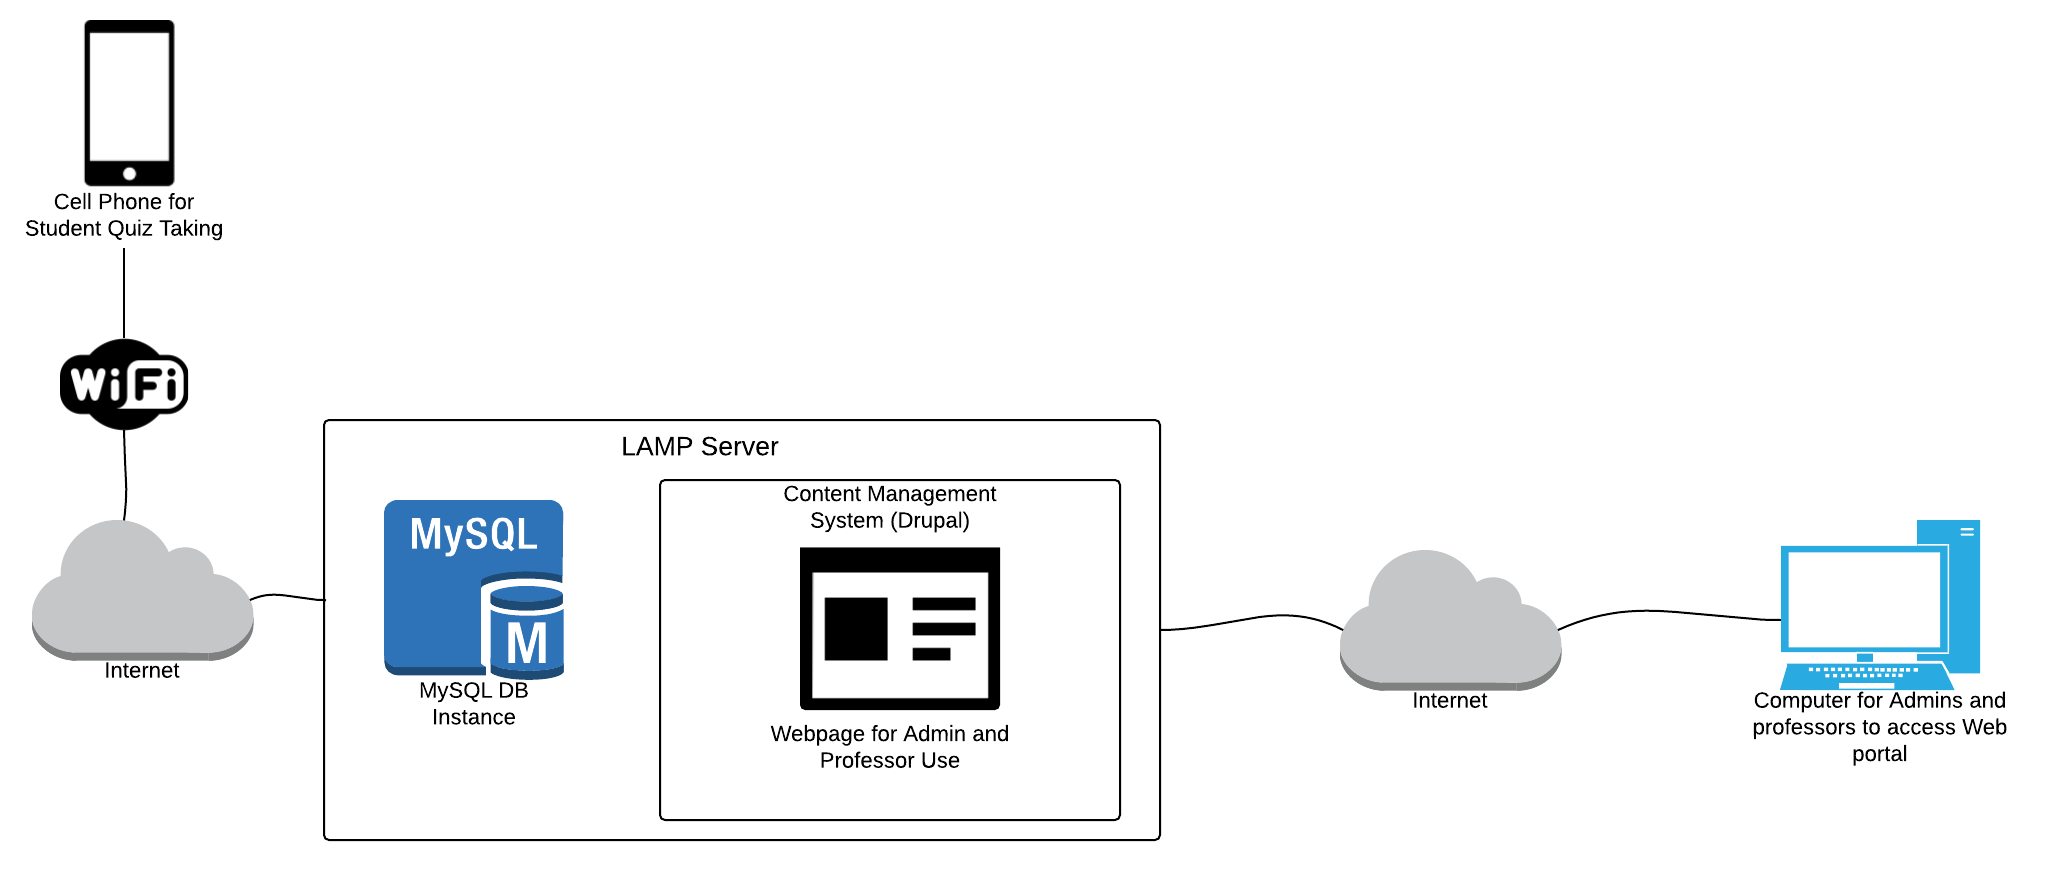 Cell Phone for
Student Quiz Taking
WiFi
Internet
LAMP Server
MySQL
M
MySQL DB
Instance
Content Management
System (Drupal)
Webpage for Admin and
Professor Use
Internet
Computer for Admins and
professors to access Web
portal